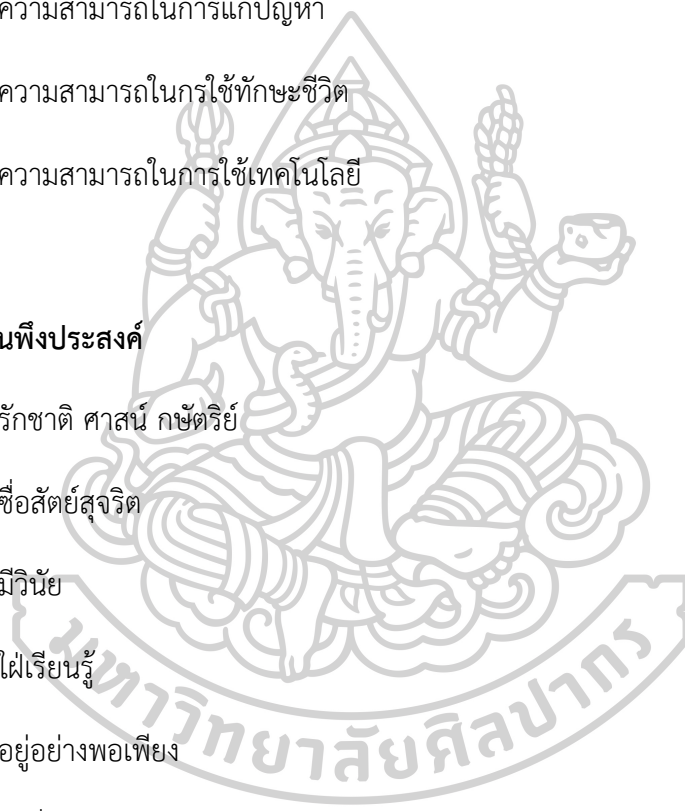 ความสามารถในการแก้ปัญหา
ความสามารถในกรใช้ทักษะชีวิต
ความสามารถในการใช้เทคโนโลยี
นพึงประสงค์
รักชาติ ศาสน์ กษัตริย์
ซื่อสัตย์สุจริต
มีวินัย
ใฝ่เรียนรู้
อยู่อย่างพอเพียง
มหาวิทยาลัยศิลปากร